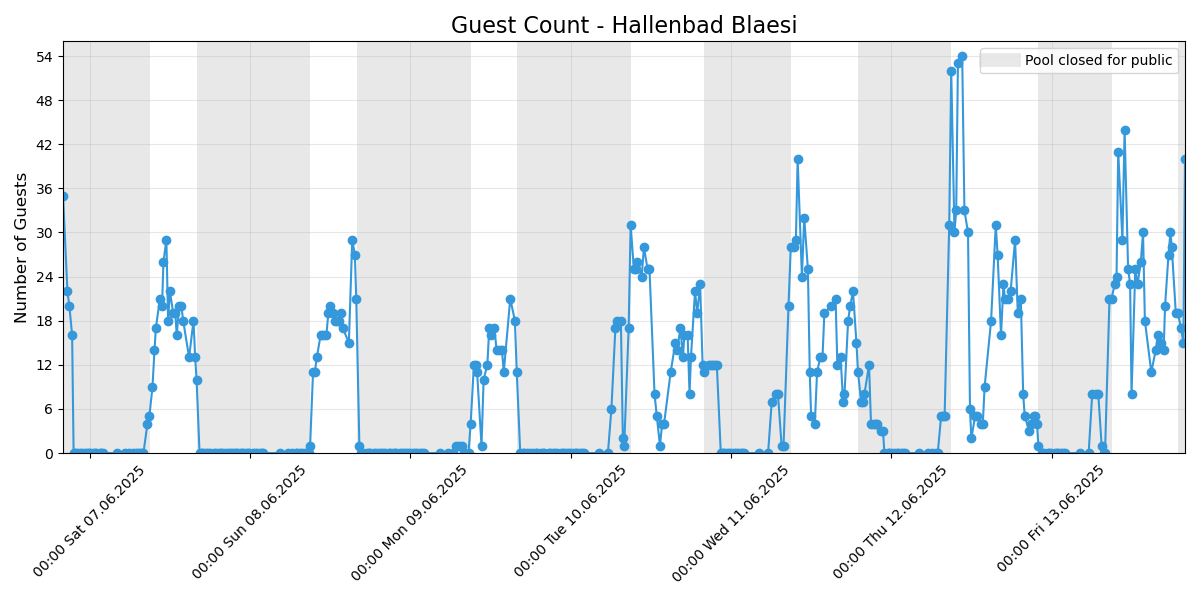 Guest Count - Hallenbad Blaesi
Pool closed for public
Number of Guests
54
48
42
36
30
24
18
12
6
0
00:00 Sat 07.06.2025
00:00 Sun 08.06.2025
00:00 Mon 09.06.2025
00:00 Tue 10.06.2025
00:00 Wed 11.06.2025
00:00 Thu 12.06.2025
00:00 Fri 13.06.2025